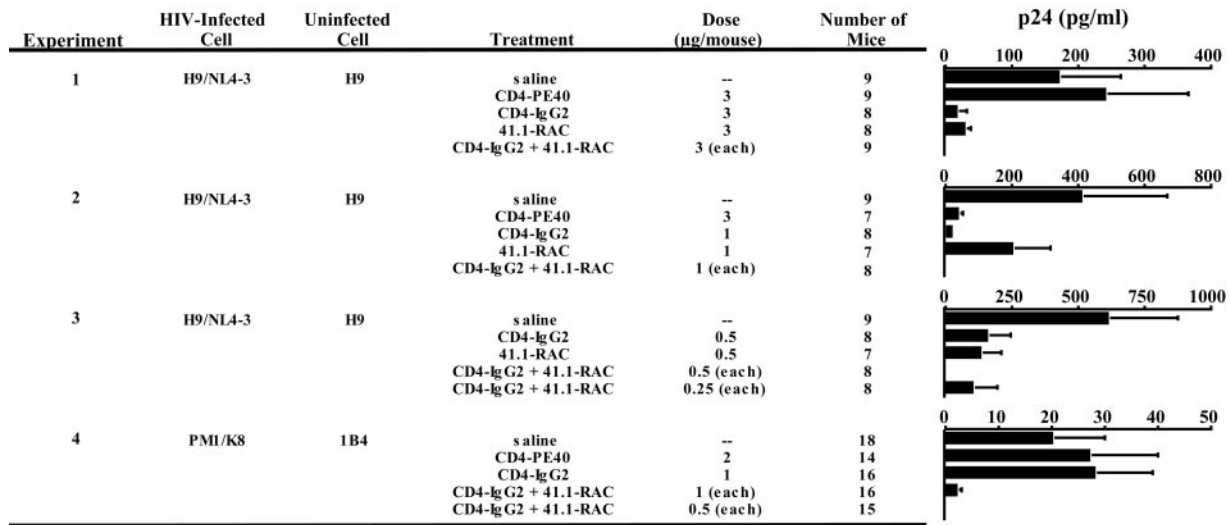 HIV-Infected Uninfected Dose Number of p24 (pg/ml)
Experiment Cell Cell Treatment (µg/mouse) Mice
0 100 200 300 400
1 H9/NL4-3 H9 saline -- 9
CD4-PE40 3 9
CD4-IgG2 3 8
41.1-RAC 3 8
CD4-IgG2 + 41.1-RAC 3 (each) 9
0 200 400 600 800
2 H9/NL4-3 H9 saline -- 9
CD4-PE40 3 7
CD4-IgG2 1 8
41.1-RAC 1 7
CD4-IgG2 + 41.1-RAC 1 (each) 8
0 250 500 750 1000
3 H9/NL4-3 H9 saline -- 9
CD4-IgG2 0.5 8
41.1-RAC 0.5 7
CD4-IgG2 + 41.1-RAC 0.5 (each) 8
CD4-IgG2 + 41.1-RAC 0.25 (each) 8
0 10 20 30 40 50
4 PM1/K8 1B4 saline -- 18
CD4-PE40 2 14
CD4-IgG2 1 16
CD4-IgG2 + 41.1-RAC 1 (each) 16
CD4-IgG2 + 41.1-RAC 0.5 (each) 15